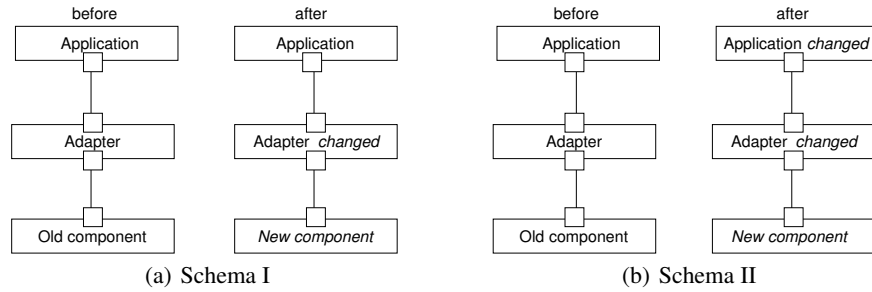 before after before after
Application Application Application Application changed
Adapter Adapter changed Adapter Adapter changed
Old component New component Old component New component
(a) Schema I (b) Schema II